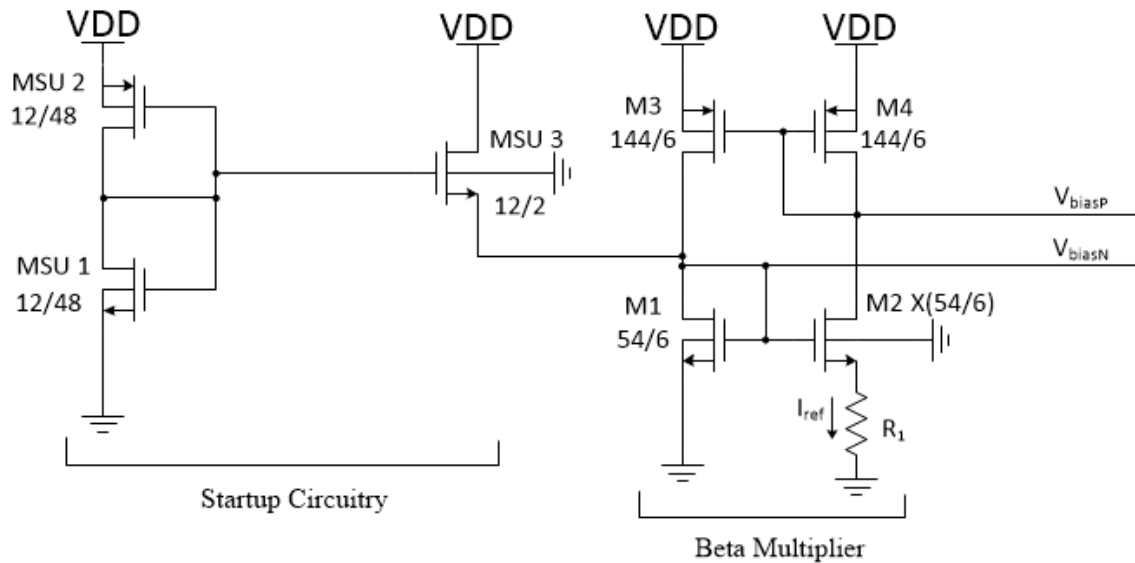 VDD
VDD
VDD
VDD
MSU 2
12/48
MSU 3
12/2
M3
144/6
M4
144/6
VbiasP
VbiasN
MSU 1
12/48
M1
54/6
M2 X(54/6)
Iref
R1
Startup Circuitry
Beta Multiplier